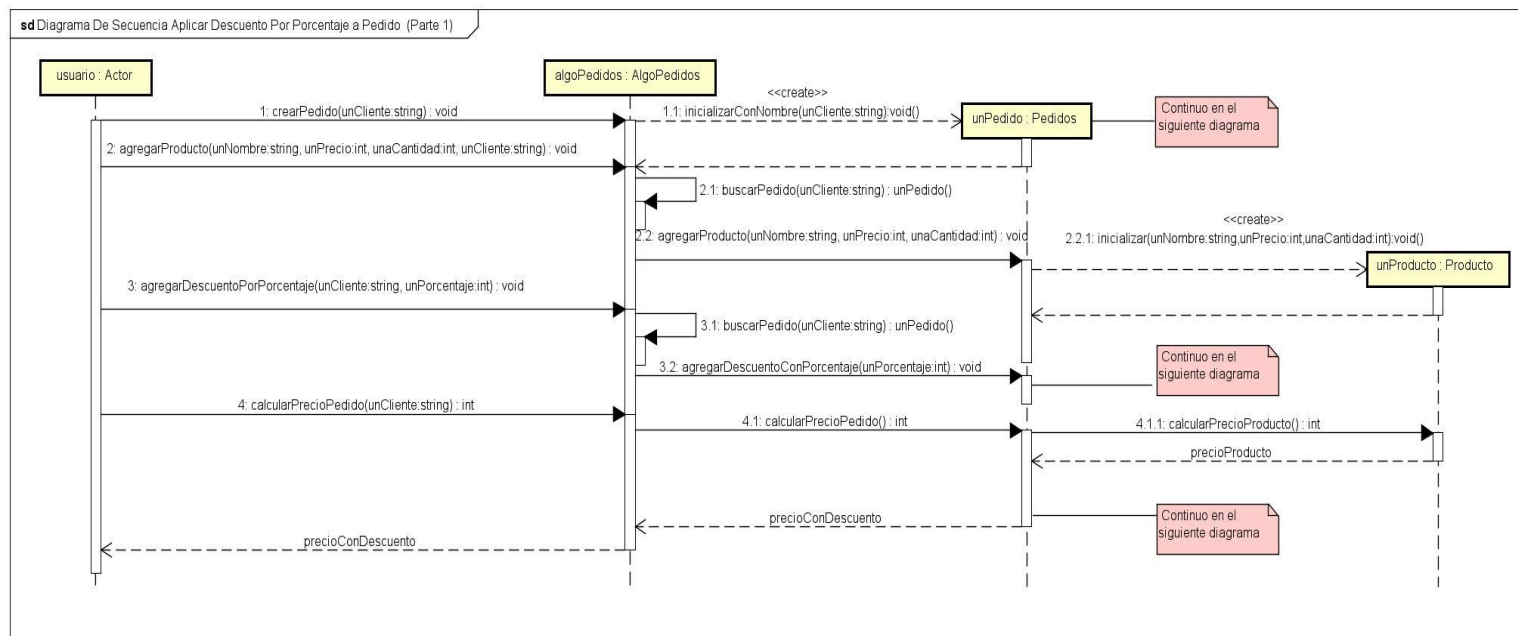 sd Diagrama De Secuencia Aplicar Descuento Por Porcentaje a Pedido (Parte 1)
usuario : Actor
algoPedidos : AlgoPedidos
<<create>>
1: crearPedido(unCliente:string) : void
1.1: inicializarConNombre(unCliente:string):void()
unPedido : Pedidos
Continuo en el
siguiente diagrama
2: agregarProducto(unNombre:string, unPrecio:int, unaCantidad:int, unCliente:string) : void
2.1: buscarPedido(unCliente:string) : unPedido()
<<create>>
2.2: agregarProducto(unNombre:string, unPrecio:int, unaCantidad:int) : void
2.2.1: inicializar(unNombre:string,unPrecio:int,unaCantidad:int):void()
unProducto : Producto
3: agregarDescuentoPorPorcentaje(unCliente:string, unPorcentaje:int) : void
3.1: buscarPedido(unCliente:string) : unPedido()
3.2: agregarDescuentoConPorcentaje(unPorcentaje:int) : void
Continuo en el
siguiente diagrama
4: calcularPrecioPedido(unCliente:string) : int
4.1: calcularPrecioPedido() : int
4.1.1: calcularPrecioProducto() : int
precioProducto
precioConDescuento
Continuo en el
siguiente diagrama
precioConDescuento